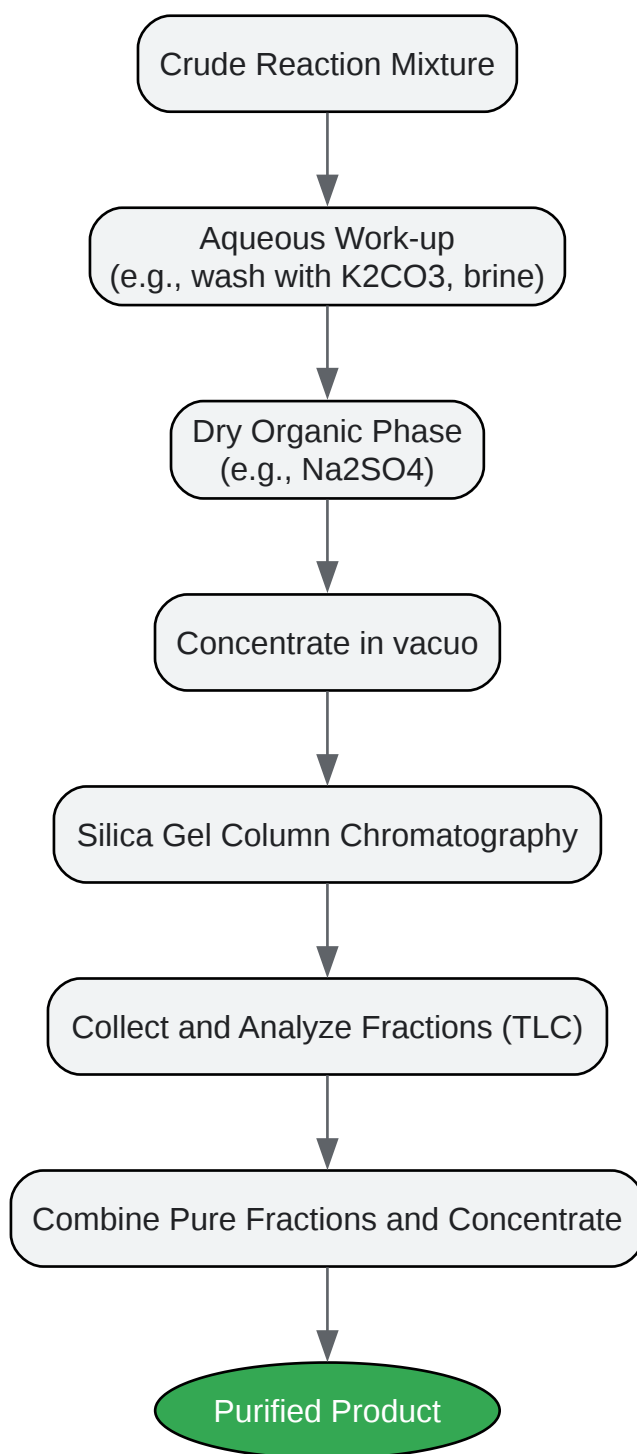 Crude Reaction Mixture
Aqueous Work-up
(e.g., wash with K2CO3, brine)
Dry Organic Phase
(e.g., Na2SO4)
Concentrate in vacuo
Silica Gel Column Chromatography
Collect and Analyze Fractions (TLC)
Combine Pure Fractions and Concentrate
Purified Product